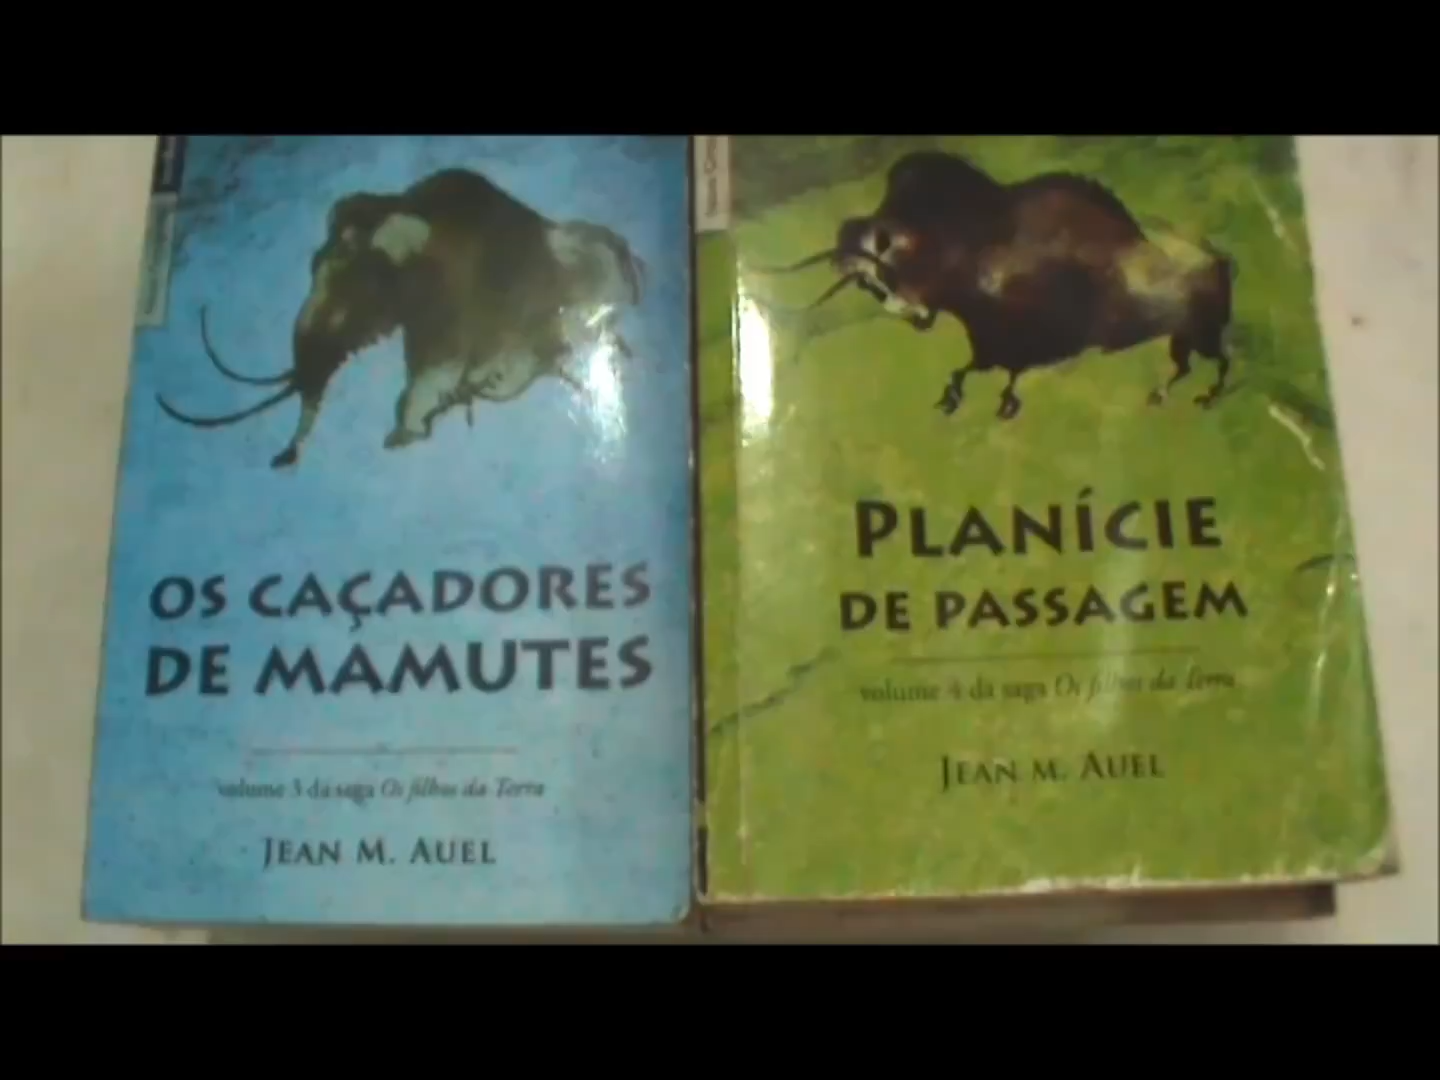 OS CAÇADORES
DE MAMUTES
volume 3 da saga Os filhos da Terra
JEAN M. AUEL
PLANÍCIE
DE PASSAGEM
volume 4 da saga Os filhos da Terra
JEAN M. AUEL